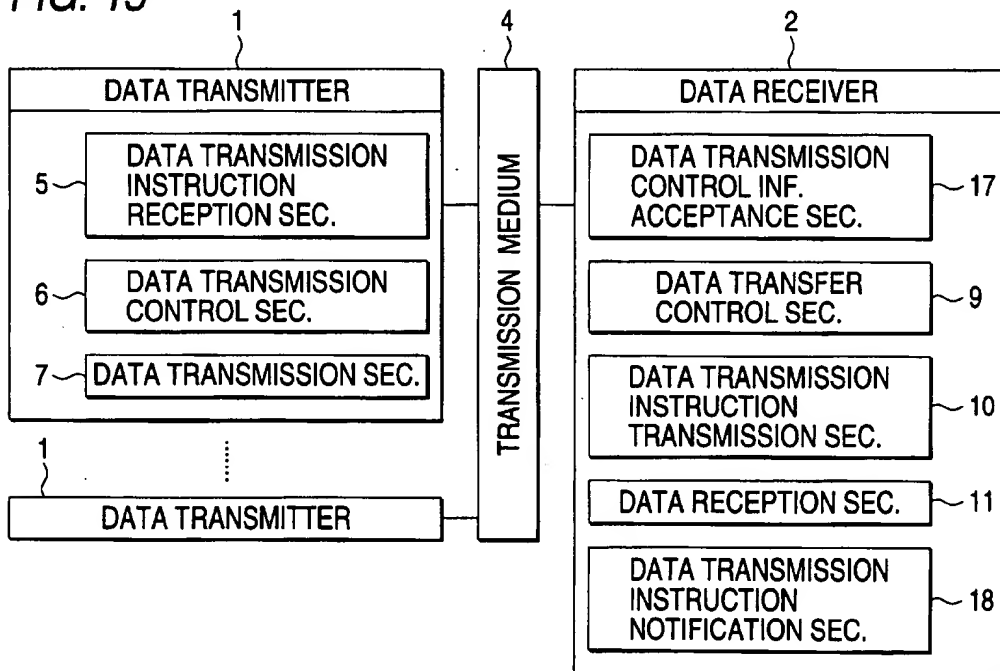 FIG. 19
1
DATA TRANSMITTER
5
DATA TRANSMISSION
INSTRUCTION
RECEPTION SEC.
6
DATA TRANSMISSION
CONTROL SEC.
7
DATA TRANSMISSION SEC.
1
DATA TRANSMITTER
4
TRANSMISSION MEDIUM
2
DATA RECEIVER
DATA TRANSMISSION
CONTROL INF.
ACCEPTANCE SEC.
17
DATA TRANSFER
CONTROL SEC.
9
DATA TRANSMISSION
INSTRUCTION
TRANSMISSION SEC.
10
DATA RECEPTION SEC.
11
DATA TRANSMISSION
INSTRUCTION
NOTIFICATION SEC.
18